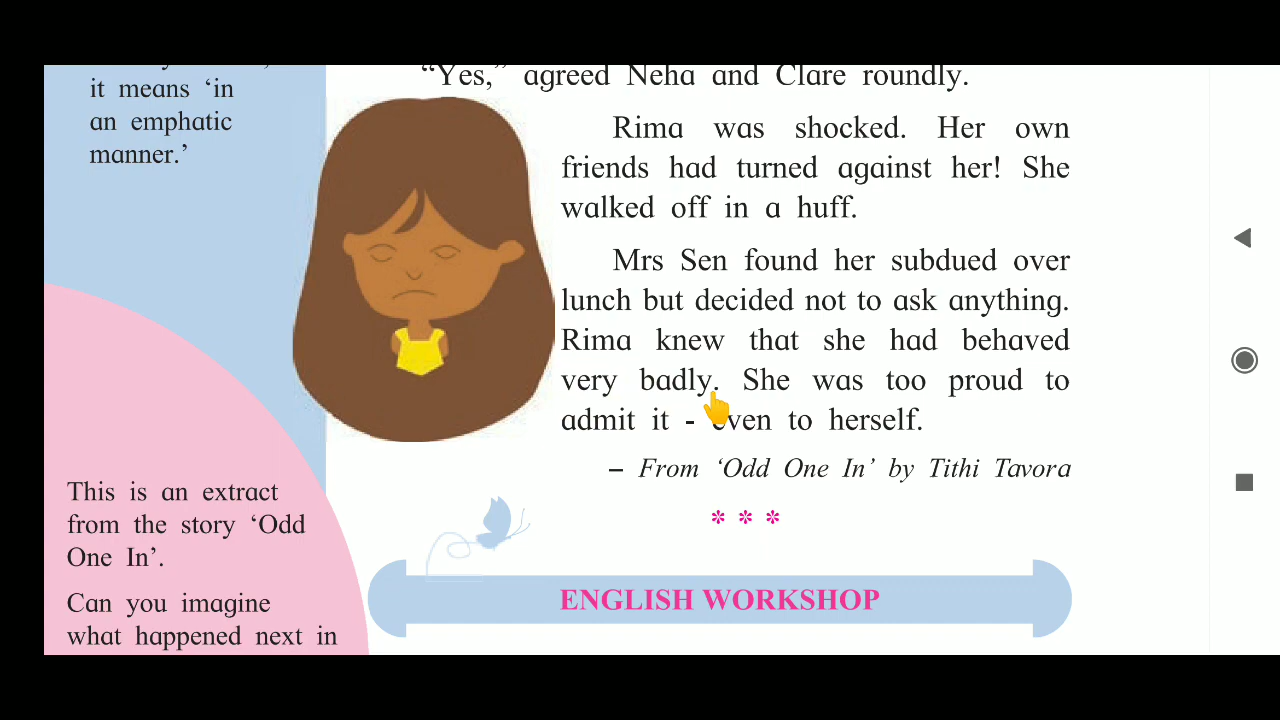 it means ‘in
an emphatic
manner.’
“Yes,” agreed Neha and Clare roundly.
Rima was shocked. Her own
friends had turned against her! She
walked off in a huff.
Mrs Sen found her subdued over
lunch but decided not to ask anything.
Rima knew that she had behaved
very badly. She was too proud to
admit it - even to herself.
– From ‘Odd One In’ by Tithi Tavora
* * *
This is an extract
from the story ‘Odd
One In’.
Can you imagine
what happened next in
ENGLISH WORKSHOP